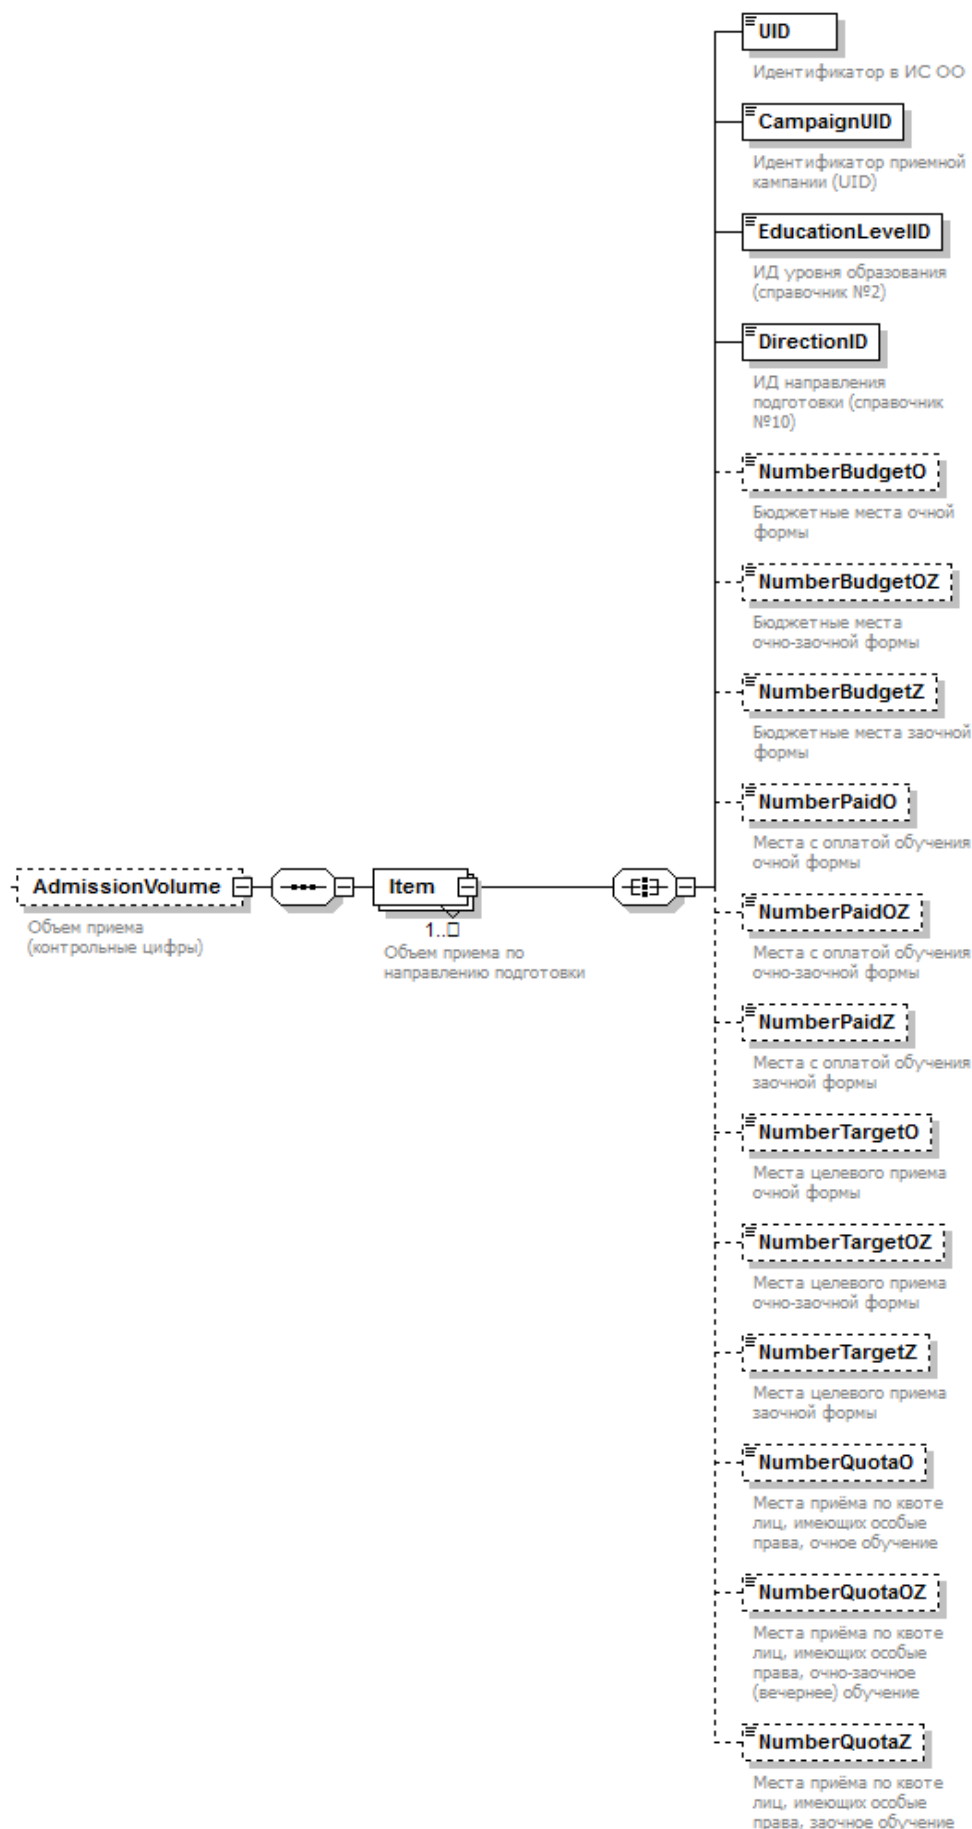 UID
Идентификатор в ИС ОО
CampaignUID
Идентификатор приемной
кампании (UID)
EducationLevelID
ИД уровня образования
(справочник №2)
DirectionID
ИД направления
подготовки (справочник
№10)
NumberBudgetO
Бюджетные места очной
формы
NumberBudgetOZ
Бюджетные места
очно-заочной формы
NumberBudgetZ
Бюджетные места заочной
формы
NumberPaidO
Места с оплатой обучения
очной формы
AdmissionVolume
Объем приема
(контрольные цифры)
Item
1..□
Объем приема по
направлению подготовки
NumberPaidOZ
Места с оплатой обучения
очно-заочной формы
NumberPaidZ
Места с оплатой обучения
заочной формы
NumberTargetO
Места целевого приема
очной формы
NumberTargetOZ
Места целевого приема
очно-заочной формы
NumberTargetZ
Места целевого приема
заочной формы
NumberQuotaO
Места приёма по квоте
лиц, имеющих особые
права, очное обучение
NumberQuotaOZ
Места приёма по квоте
лиц, имеющих особые
права, очно-заочное
(вечернее) обучение
NumberQuotaZ
Места приёма по квоте
лиц, имеющих особые
права, заочное обучение